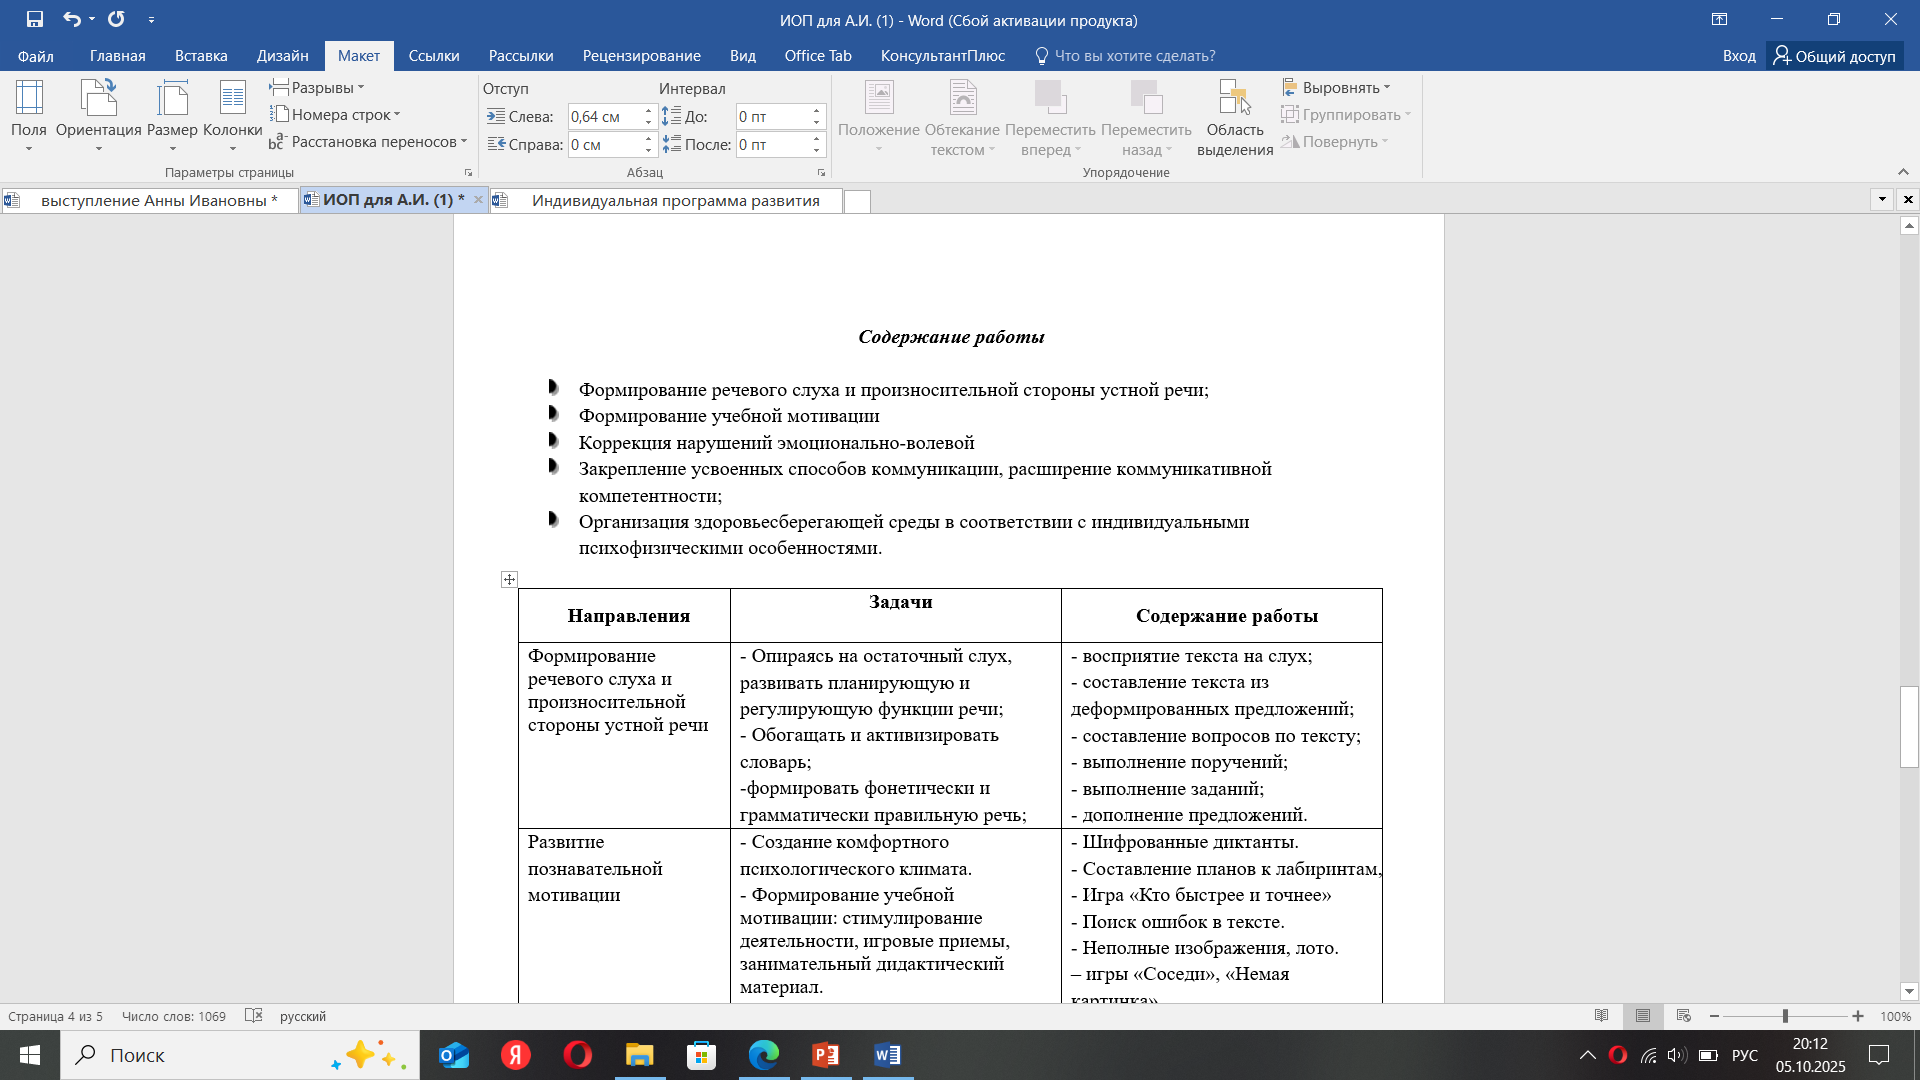 ИОП для А.И. (1) - Word (Сбой активации продукта)
Файл Главная Вставка Дизайн Макет Ссылки Рассылки Рецензирование Вид Office Tab КонсультантПлюс Что вы хотите сделать? Вход Общий доступ
Поля
Ориентация
Размер
Колонки
Разрывы
Номера строк
Расстановка переносов
Параметры страницы
Отступ
Слева: 0,64 см
Справа: 0 см
Интервал
До: 0 пт
После: 0 пт
Абзац
Положение
Обтекание
текстом
Переместить
вперед
Переместить
назад
Область
выделения
Выровнять
Группировать
Повернуть
Упорядочение
выступление Анны Ивановны *
ИОП для А.И. (1) *
Индивидуальная программа развития
Содержание работы
Формирование речевого слуха и произносительной стороны устной речи;
Формирование учебной мотивации
Коррекция нарушений эмоционально-волевой
Закрепление усвоенных способов коммуникации, расширение коммуникативной
компетентности;
Организация здоровьесберегающей среды в соответствии с индивидуальными
психофизическими особенностями.
Направления
Задачи
Содержание работы
Формирование
речевого слуха и
произносительной
стороны устной речи
- Опираясь на остаточный слух,
развивать планирующую и
регулирующую функции речи;
- Обогащать и активизировать
словарь;
-формировать фонетически и
грамматически правильную речь;
- восприятие текста на слух;
- составление текста из
деформированных предложений;
- составление вопросов по тексту;
- выполнение поручений;
- выполнение заданий;
- дополнение предложений.
Развитие
познавательной
мотивации
- Создание комфортного
психологического климата.
- Формирование учебной
мотивации: стимулирование
деятельности, игровые приемы,
занимательный дидактический
материал.
- Шифрованные диктанты.
- Составление планов к лабиринтам,
- Игра «Кто быстрее и точнее»
- Поиск ошибок в тексте.
- Неполные изображения, лото.
– игры «Соседи», «Немая
картинка»
Страница 4 из 5 Число слов: 1069 русский 100%
Поиск
РУС
20:12
05.10.2025